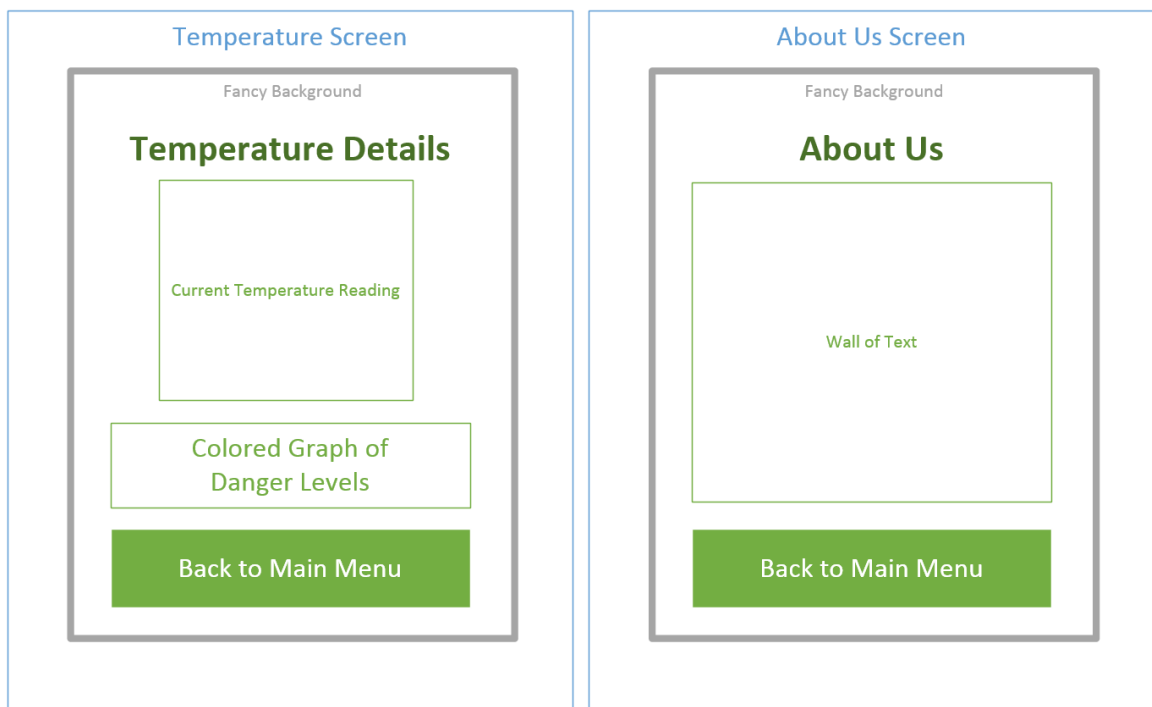 Temperature Screen
Fancy Background
Temperature Details
Current Temperature Reading
Colored Graph of
Danger Levels
Back to Main Menu
About Us Screen
Fancy Background
About Us
Wall of Text
Back to Main Menu